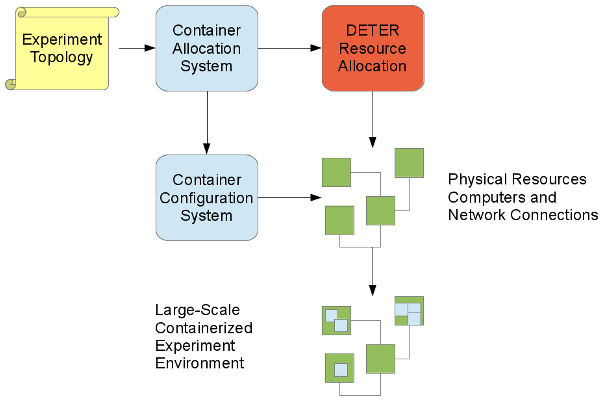 Experiment
Topology
Container
Allocation
System
DETER
Resource
Allocation
Container
Configuration
System
Physical Resources
Computers and
Network Connections
Large-Scale
Containerized
Experiment
Environment